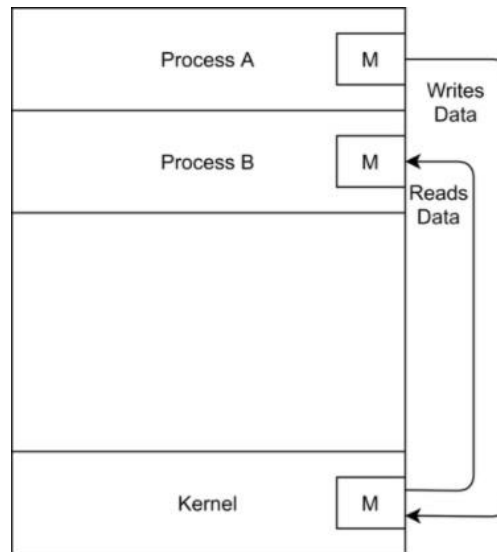 Process A
M
Writes
Data
Process B
M
Reads
Data
Kernel
M